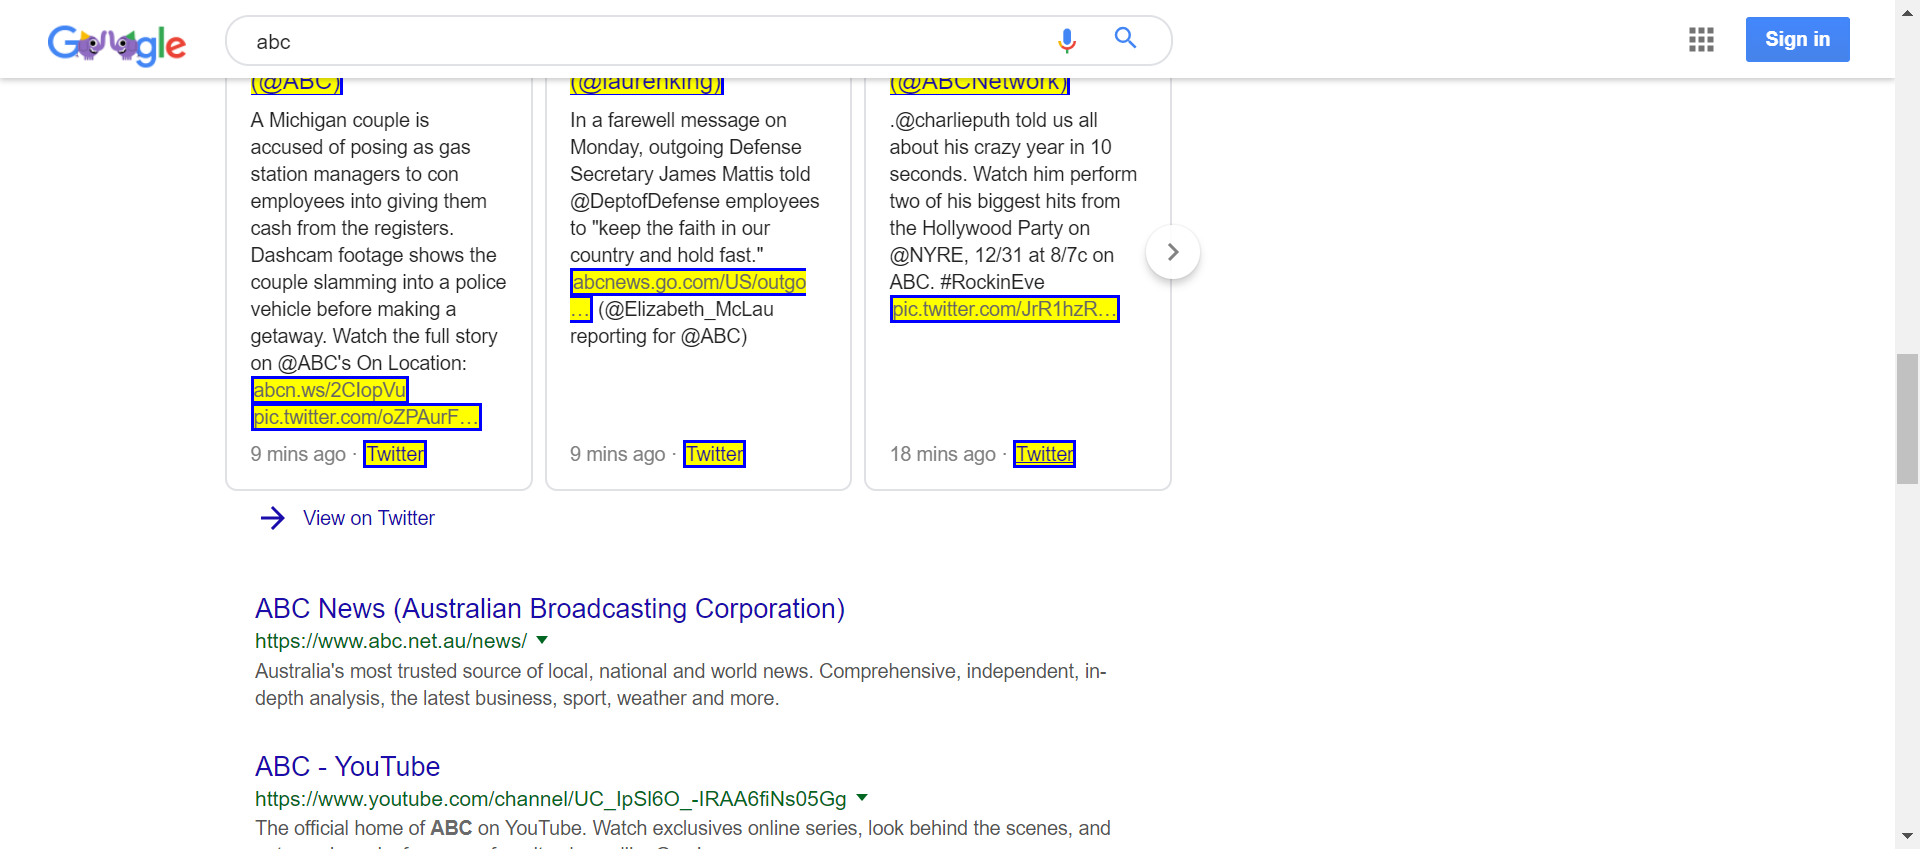 Google
abc
Sign in
(@ABC)
A Michigan couple is
accused of posing as gas
station managers to con
employees into giving them
cash from the registers.
Dashcam footage shows the
couple slamming into a police
vehicle before making a
getaway. Watch the full story
on @ABC's On Location:
abcn.ws/2CIopVu
pic.twitter.com/oZPAurF…
9 mins ago · Twitter
(@laurenking)
In a farewell message on
Monday, outgoing Defense
Secretary James Mattis told
@DeptofDefense employees
to "keep the faith in our
country and hold fast."
abcnews.go.com/US/outgo
… (@Elizabeth_McLau
reporting for @ABC)
9 mins ago · Twitter
(@ABCNetwork)
.@charlieputh told us all
about his crazy year in 10
seconds. Watch him perform
two of his biggest hits from
the Hollywood Party on
@NYRE, 12/31 at 8/7c on
ABC. #RockinEve
pic.twitter.com/JrR1hzR…
18 mins ago · Twitter
View on Twitter
ABC News (Australian Broadcasting Corporation)
https://www.abc.net.au/news/
Australia's most trusted source of local, national and world news. Comprehensive, independent, in-
depth analysis, the latest business, sport, weather and more.
ABC - YouTube
https://www.youtube.com/channel/UC_IpSl6O_-IRAA6fiNs05Gg
The official home of ABC on YouTube. Watch exclusives online series, look behind the scenes, and